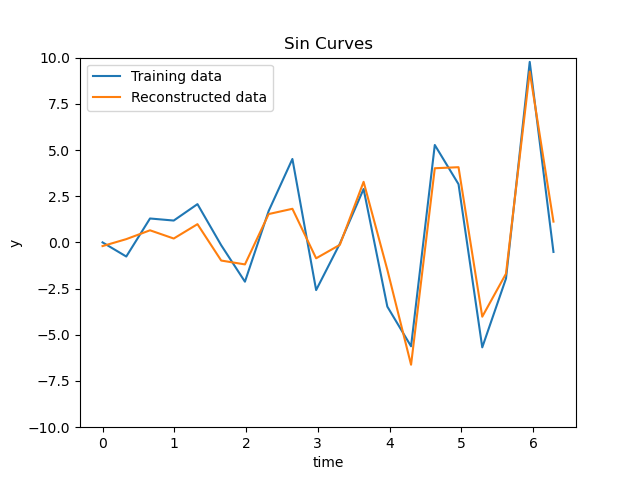 Sin Curves
Training data
Reconstructed data
10.0
7.5
5.0
2.5
0.0
−2.5
−5.0
−7.5
−10.0
y
0 1 2 3 4 5 6
time